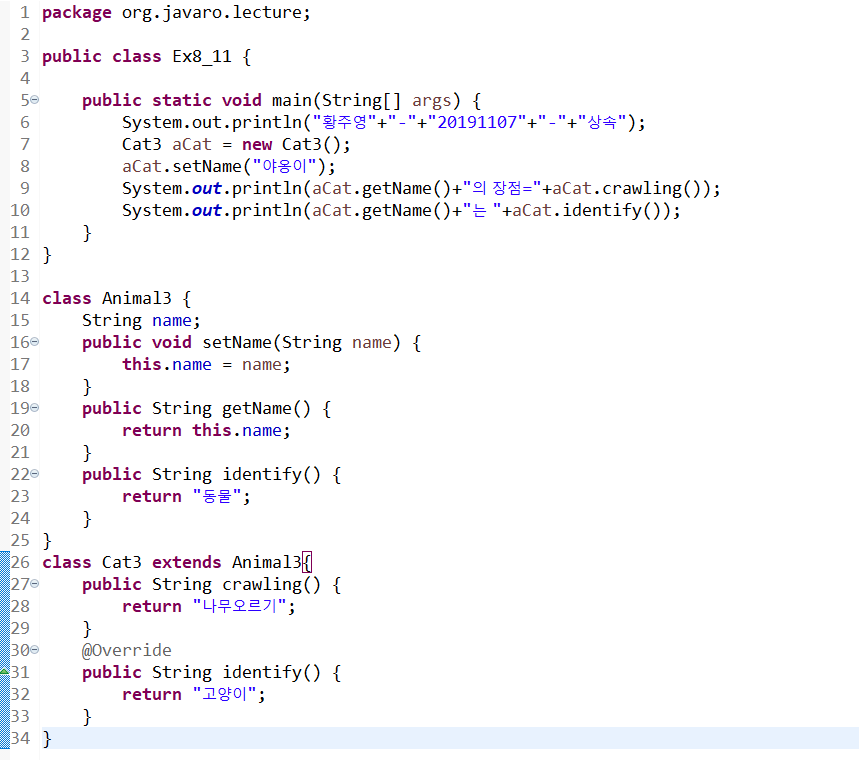 1 package org.javaro.lecture;
2
3 public class Ex8_11 {
4
5 public static void main(String[] args) {
6 System.out.println("황주영"+"-"+"20191107"+"-"+"상속");
7 Cat3 aCat = new Cat3();
8 aCat.setName("야옹이");
9 System.out.println(aCat.getName()+"의 장점="+aCat.crawling());
10 System.out.println(aCat.getName()+"는 "+aCat.identify());
11 }
12 }
13
14 class Animal3 {
15 String name;
16 public void setName(String name) {
17 this.name = name;
18 }
19 public String getName() {
20 return this.name;
21 }
22 public String identify() {
23 return "동물";
24 }
25 }
26 class Cat3 extends Animal3{
27 public String crawling() {
28 return "나무오르기";
29 }
30 @Override
31 public String identify() {
32 return "고양이";
33 }
34 }